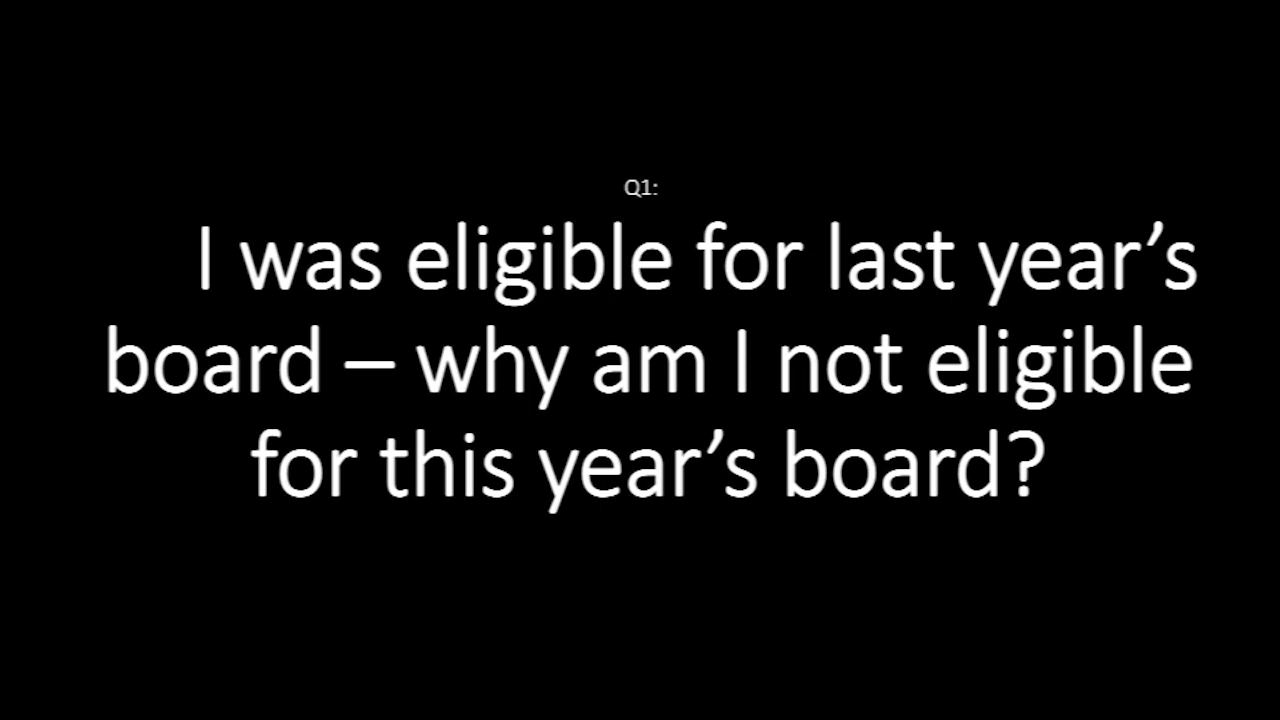 Q1:
I was eligible for last year’s
board – why am I not eligible
for this year’s board?